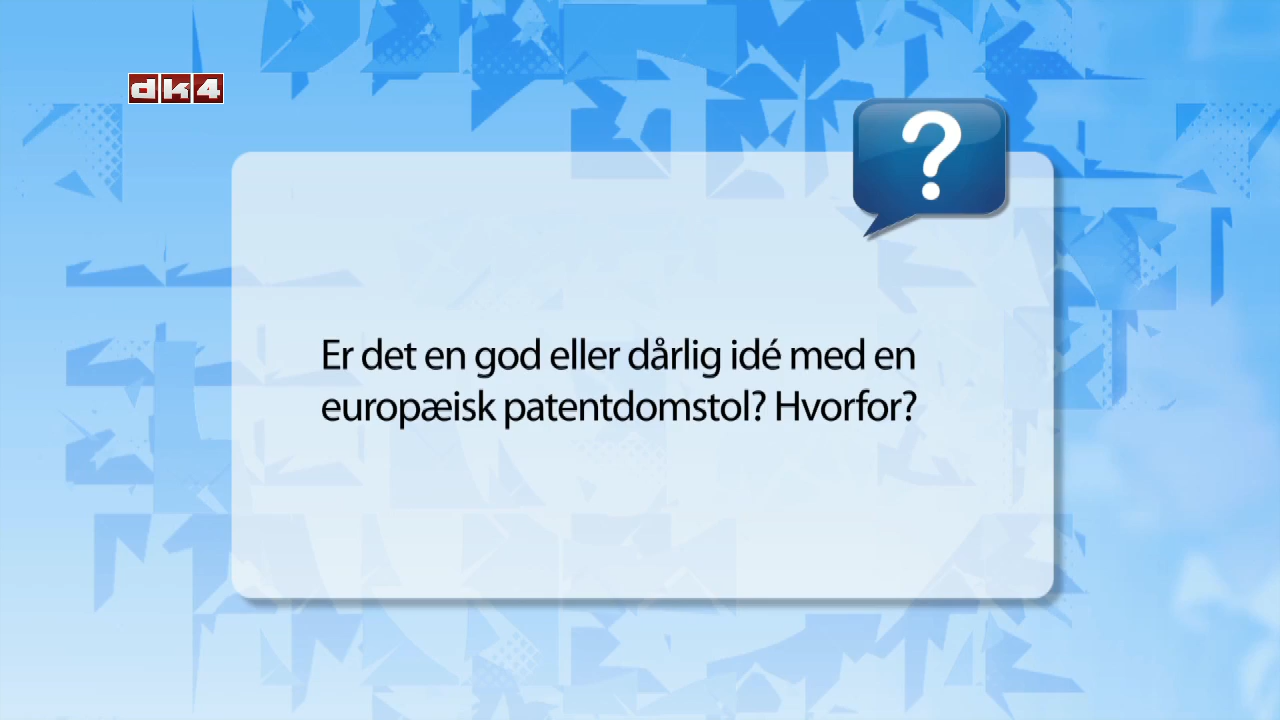 dk4
?
Er det en god eller dårlig idé med en
europæisk patentdomstol? Hvorfor?